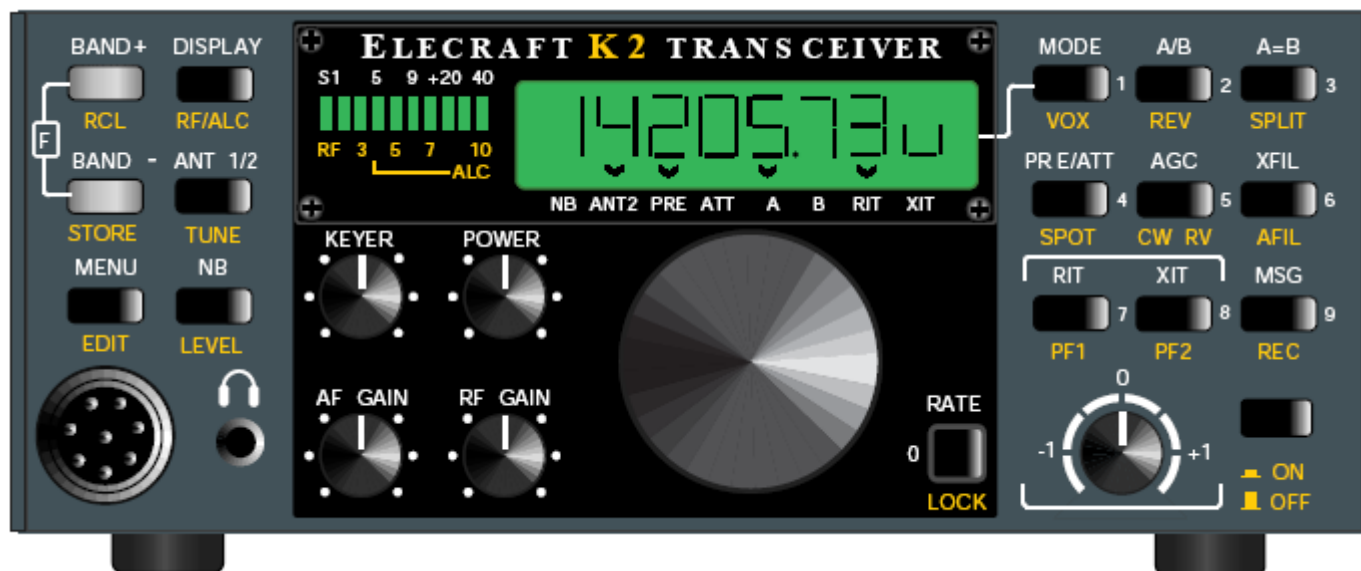 ELECRAFT K2 TRANSCEIVER
BAND+ DISPLAY
RCL RF/ALC
F
BAND - ANT 1/2
STORE TUNE
MENU NB
EDIT LEVEL
S1 5 9 +20 40
RF 3 5 7 10
ALC
14205.73u
NB ANT2 PRE ATT A B RIT XIT
KEYER POWER
AF GAIN RF GAIN
RATE
0
LOCK
MODE A/B A=B
1 2 3
VOX REV SPLIT
PRE/ATT AGC XFIL
4 5 6
SPOT CW RV AFIL
RIT XIT MSG
7 8 9
PF1 PF2 REC
0
-1 +1
ON
OFF